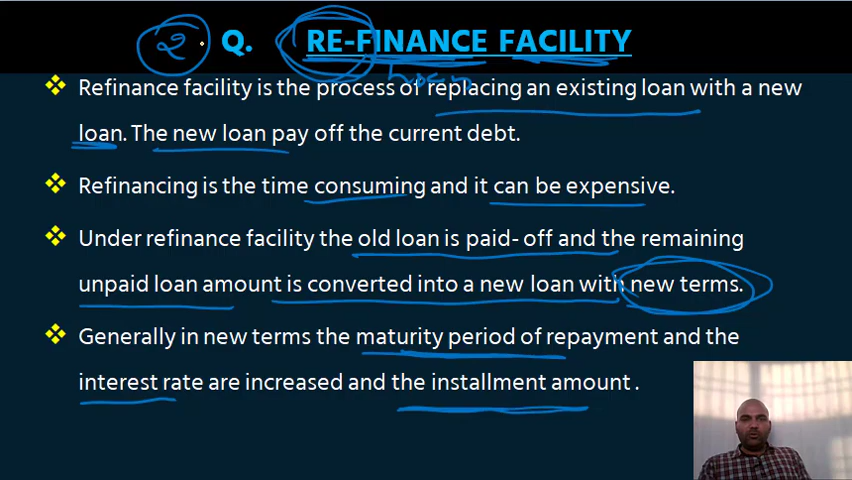 2 Q. RE-FINANCE FACILITY
Loan
Refinance facility is the process of replacing an existing loan with a new
loan. The new loan pay off the current debt.
Refinancing is the time consuming and it can be expensive.
Under refinance facility the old loan is paid- off and the remaining
unpaid loan amount is converted into a new loan with new terms.
Generally in new terms the maturity period of repayment and the
interest rate are increased and the installment amount .